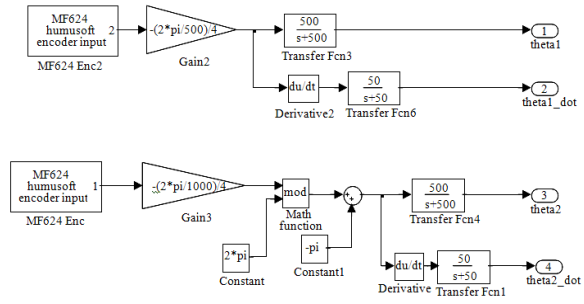 MF624
humusoft
encoder input
2
MF624 Enc2
-(2*pi/500)/4
Gain2
500
s+500
Transfer Fcn3
1
theta1
du/dt
Derivative2
50
s+50
Transfer Fcn6
2
theta1_dot
MF624
humusoft
encoder input
1
MF624 Enc
-(2*pi/1000)/4
Gain3
mod
Math
function
2*pi
Constant
-pi
Constant1
+
+
500
s+500
Transfer Fcn4
3
theta2
du/dt
Derivative
50
s+50
Transfer Fcn1
4
theta2_dot